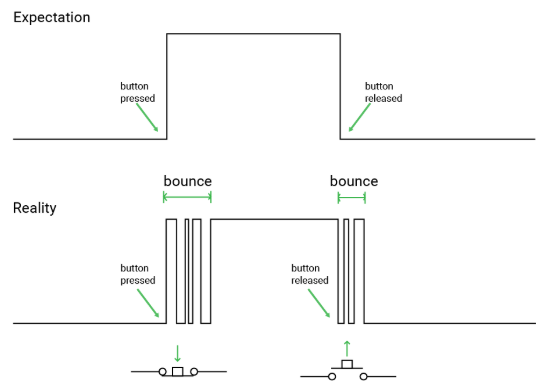 Expectation
button
pressed
button
released
bounce
bounce
Reality
button
pressed
button
released